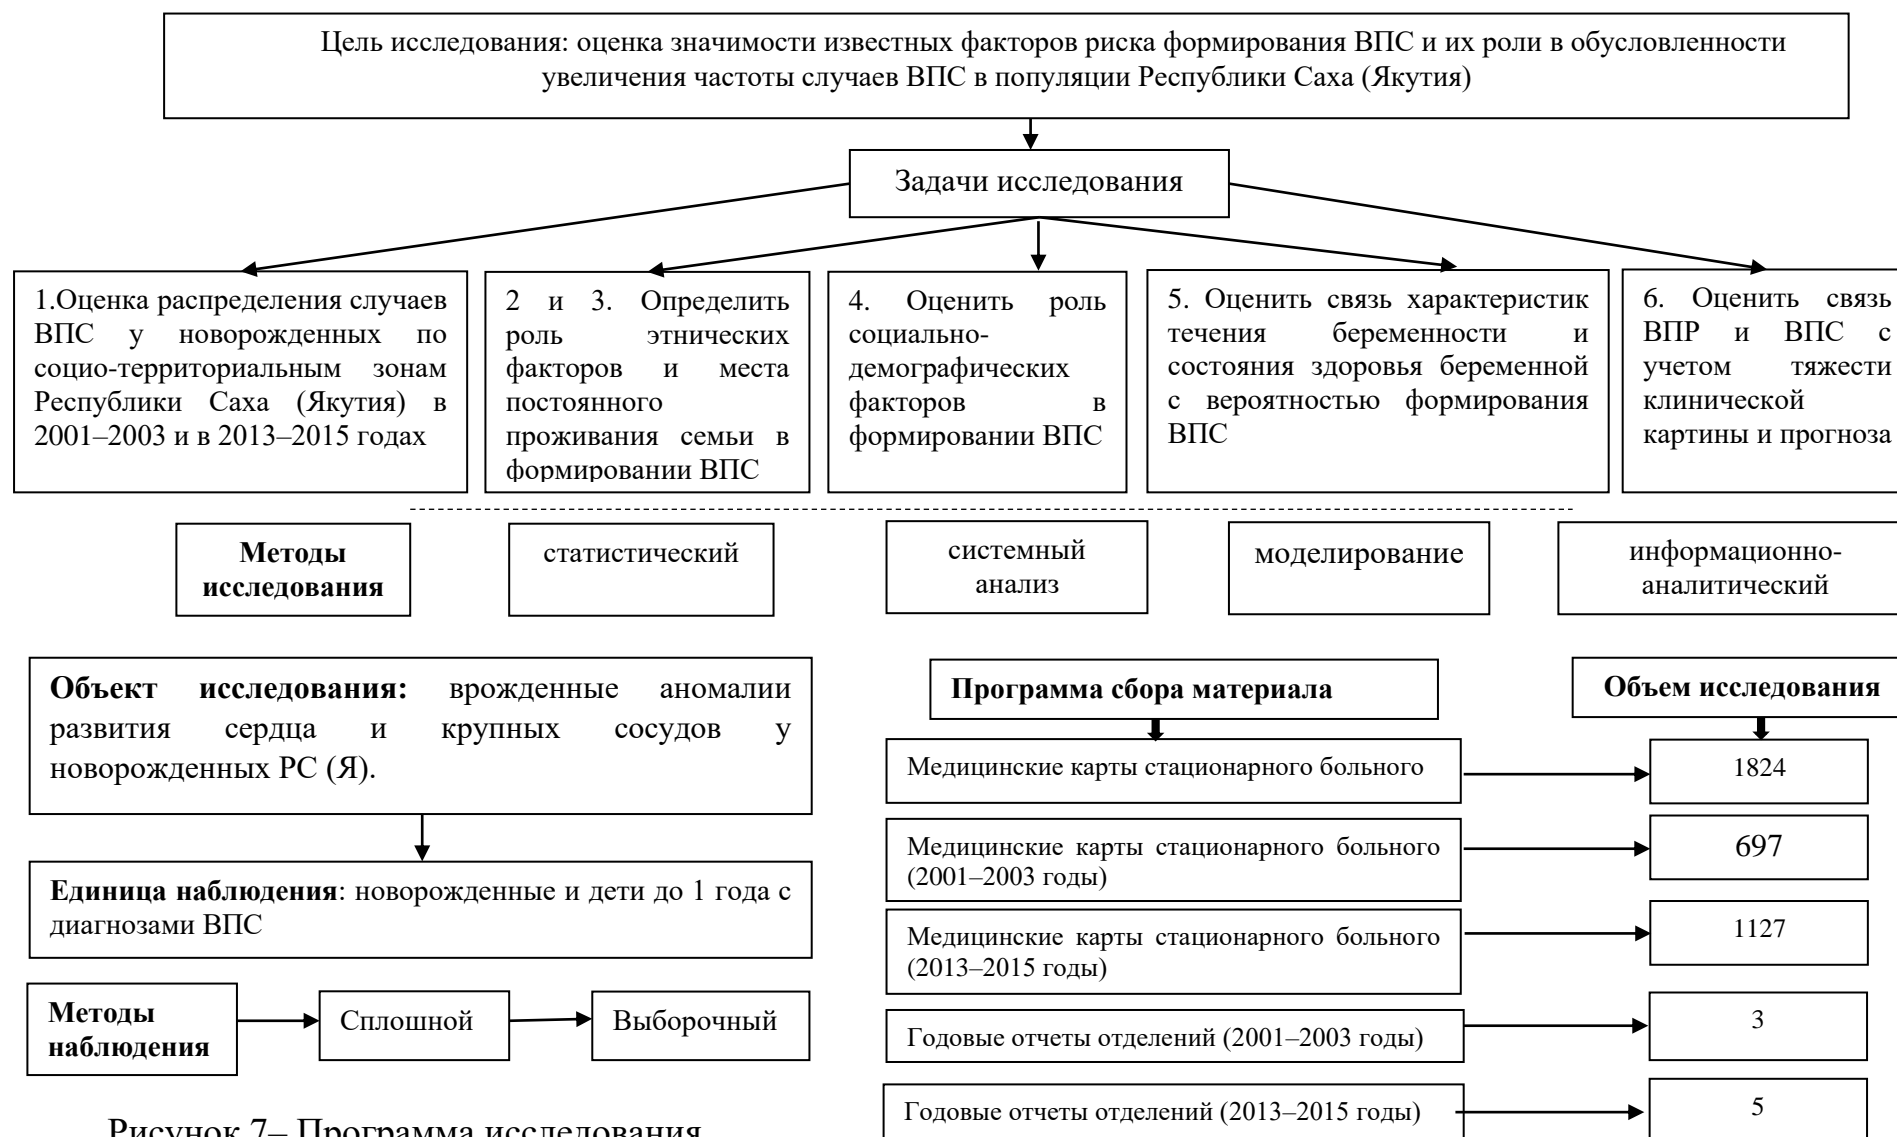 Цель исследования: оценка значимости известных факторов риска формирования ВПС и их роли в обусловленности
увеличения частоты случаев ВПС в популяции Республики Саха (Якутия)
Задачи исследования
1.Оценка распределения случаев
ВПС у новорожденных по
социо-территориальным зонам
Республики Саха (Якутия) в
2001–2003 и в 2013–2015 годах
2 и 3. Определить
роль этнических
факторов и места
постоянного
проживания семьи в
формировании ВПС
4. Оценить роль
социально-
демографических
факторов в
формировании ВПС
5. Оценить связь характеристик
течения беременности и
состояния здоровья беременной
с вероятностью формирования
ВПС
6. Оценить связь
ВПР и ВПС с
учетом тяжести
клинической
картины и прогноза
Методы
исследования
статистический
системный
анализ
моделирование
информационно-
аналитический
Объект исследования: врожденные аномалии
развития сердца и крупных сосудов у
новорожденных РС (Я).
Единица наблюдения: новорожденные и дети до 1 года с
диагнозами ВПС
Методы
наблюдения
Сплошной
Выборочный
Программа сбора материала
Объем исследования
Медицинские карты стационарного больного
1824
Медицинские карты стационарного больного
(2001–2003 годы)
697
Медицинские карты стационарного больного
(2013–2015 годы)
1127
Годовые отчеты отделений (2001–2003 годы)
3
Годовые отчеты отделений (2013–2015 годы)
5
Рисунок 7– Программа исследования